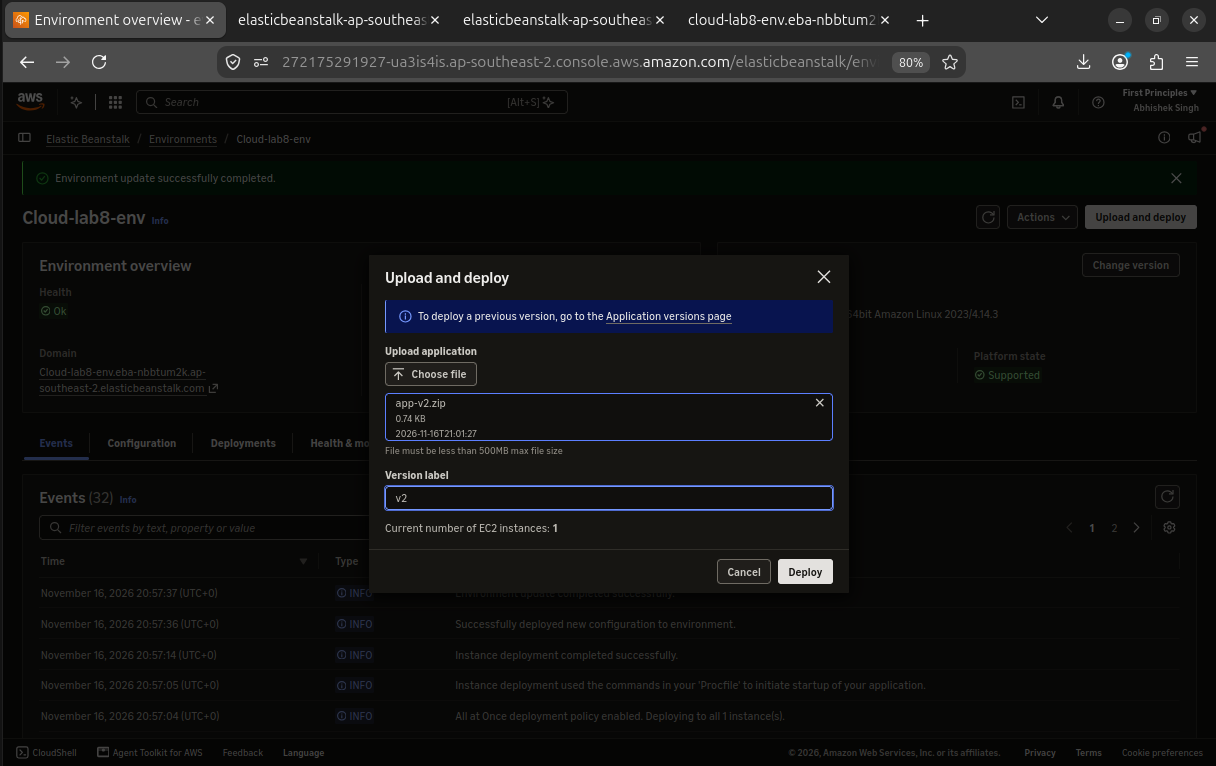 Environment overview - e
elasticbeanstalk-ap-southeas
elasticbeanstalk-ap-southeas
cloud-lab8-env.eba-nbbtum2
272175291927-ua3is4is.ap-southeast-2.console.aws.amazon.com/elasticbeanstalk/env
80%
aws
Search
[Alt+S]
First Principles
Abhishek Singh
Elastic Beanstalk / Environments / Cloud-lab8-env
Environment update successfully completed.
Cloud-lab8-env Info
Actions
Upload and deploy
Environment overview
Change version
Health
Ok
64bit Amazon Linux 2023/4.14.3
Domain
Cloud-lab8-env.eba-nbbtum2k.ap-
southeast-2.elasticbeanstalk.com
Platform state
Supported
Upload and deploy
To deploy a previous version, go to the Application versions page
Upload application
Choose file
app-v2.zip
0.74 KB
2026-11-16T21:01:27
File must be less than 500MB max file size
Version label
v2
Current number of EC2 instances: 1
Cancel
Deploy
Events
Configuration
Deployments
Health & mo
Events (32) Info
Filter events by text, property or value
1
2
Time
Type
November 16, 2026 20:57:37 (UTC+0) INFO Environment update completed successfully.
November 16, 2026 20:57:36 (UTC+0) INFO Successfully deployed new configuration to environment.
November 16, 2026 20:57:14 (UTC+0) INFO Instance deployment completed successfully.
November 16, 2026 20:57:05 (UTC+0) INFO Instance deployment used the commands in your 'Procfile' to initiate startup of your application.
November 16, 2026 20:57:04 (UTC+0) INFO All at Once deployment policy enabled. Deploying to all 1 instance(s).
CloudShell
Agent Toolkit for AWS
Feedback
Language
© 2026, Amazon Web Services, Inc. or its affiliates.
Privacy
Terms
Cookie preferences